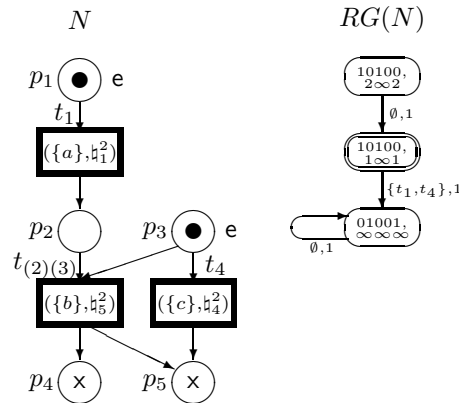 N
RG(N)
p₁ e
t₁
({a},♮²₁)
p₂
p₃ e
t₍₂₎₍₃₎
t₄
({b},♮²₅)
({c},♮²₄)
p₄ x
p₅ x
10100,
2∞2
∅,1
10100,
1∞1
{t₁,t₄},1
01001,
∞∞∞
∅,1